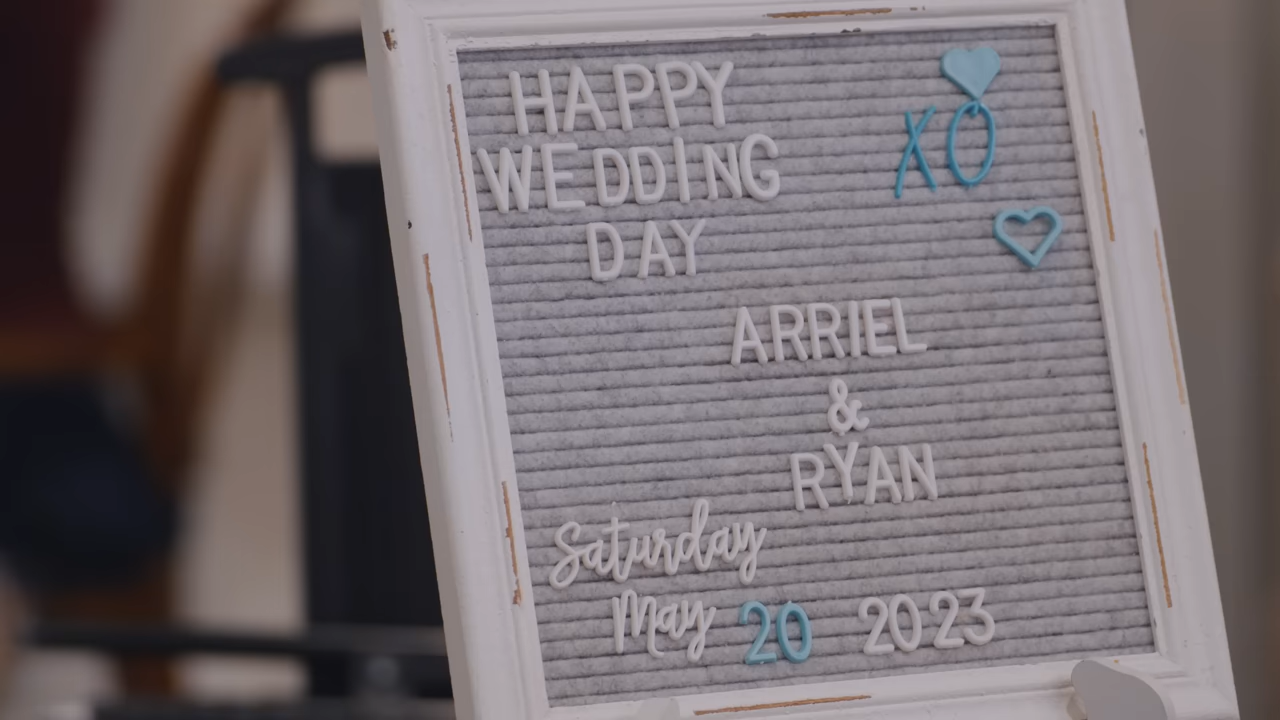 HAPPY
WEDDING
DAY
XO
ARRIEL
&
RYAN
Saturday
May 20 2023